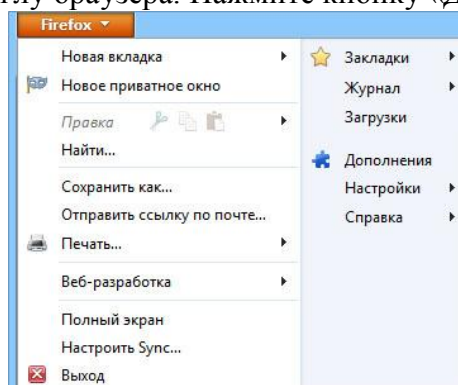 браузера. Нажмите кнопку
Firefox
Новая вкладка
Новое приватное окно
Правка
Найти...
Сохранить как...
Отправить ссылку по почте...
Печать...
Веб-разработка
Полный экран
Настроить Sync...
Выход
Закладки
Журнал
Загрузки
Дополнения
Настройки
Справка